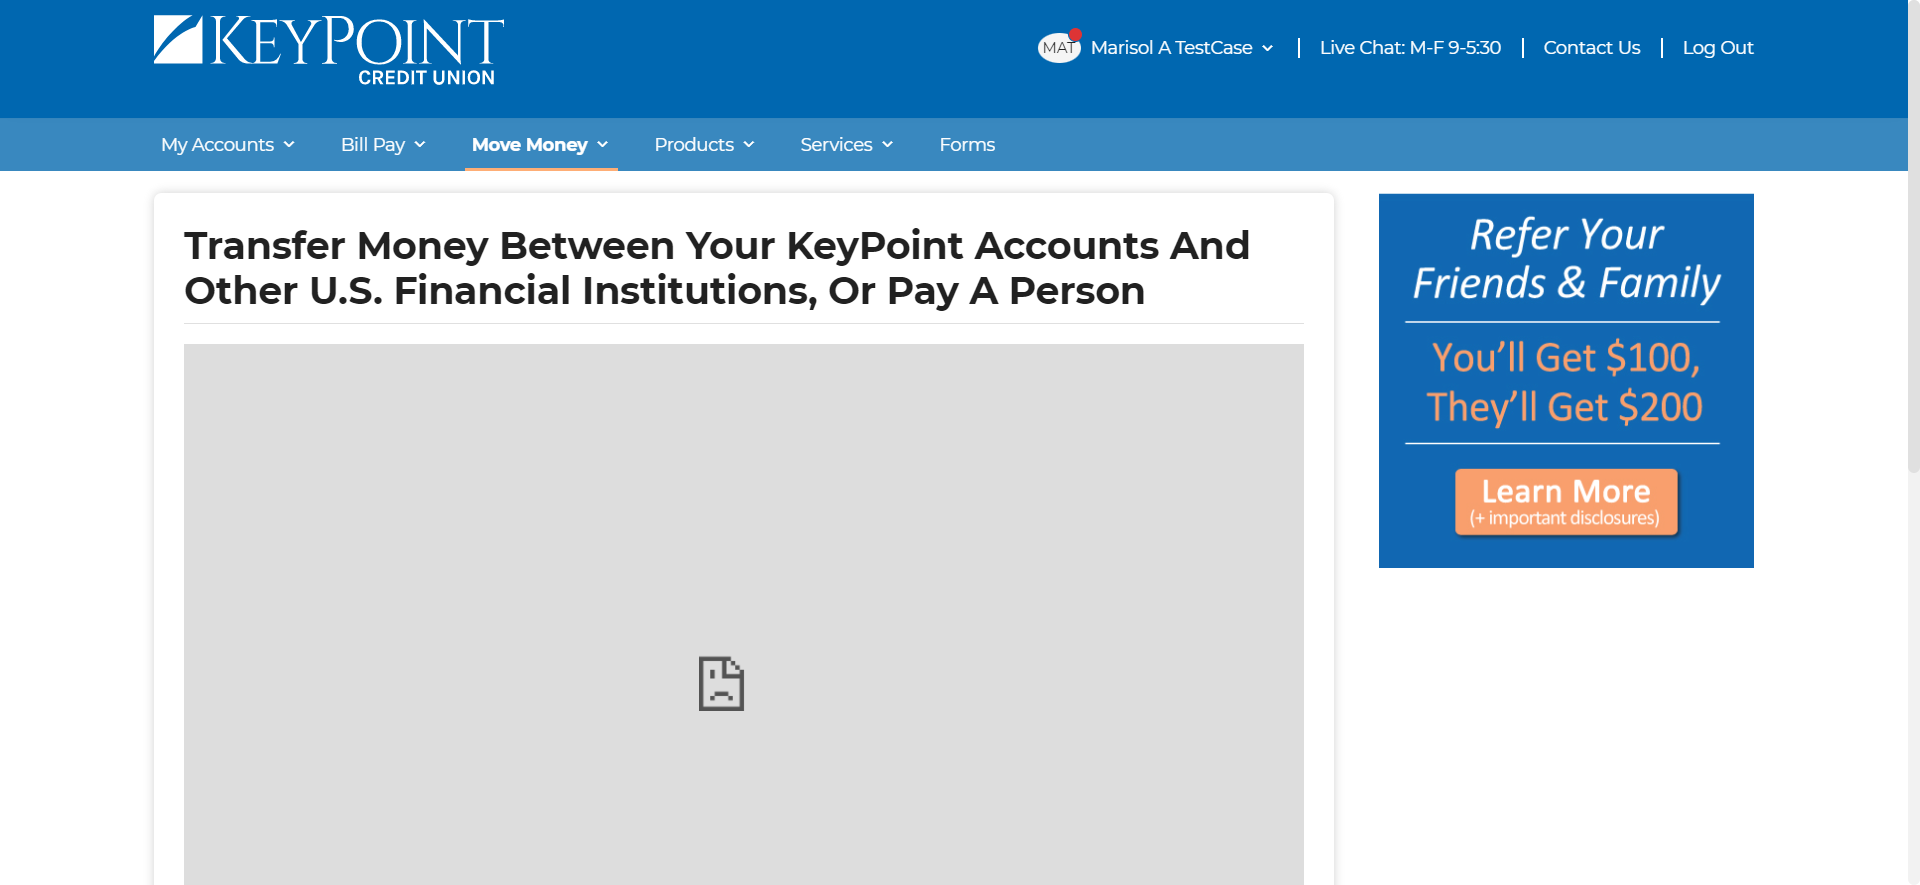 KEYPOINT
CREDIT UNION
MAT
Marisol A TestCase
Live Chat: M-F 9-5:30
Contact Us
Log Out
My Accounts
Bill Pay
Move Money
Products
Services
Forms
Transfer Money Between Your KeyPoint Accounts And
Other U.S. Financial Institutions, Or Pay A Person
Refer Your
Friends & Family
You'll Get $100,
They'll Get $200
Learn More
(+ important disclosures)